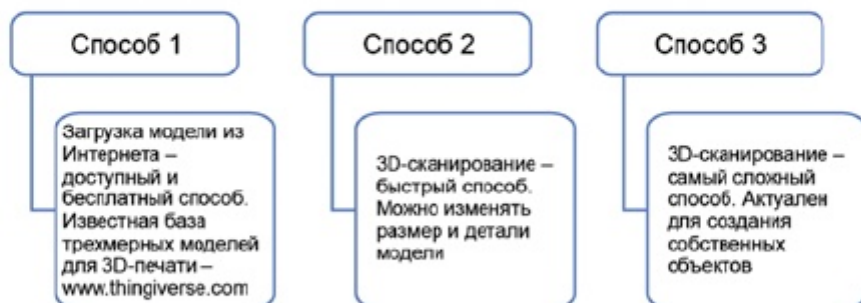 Способ 1
Загрузка модели из
Интернета –
доступный и
бесплатный способ.
Известная база
трехмерных моделей
для 3D-печати –
www.thingiverse.com
Способ 2
3D-сканирование –
быстрый способ.
Можно изменять
размер и детали
модели
Способ 3
3D-сканирование –
самый сложный
способ. Актуален
для создания
собственных
объектов